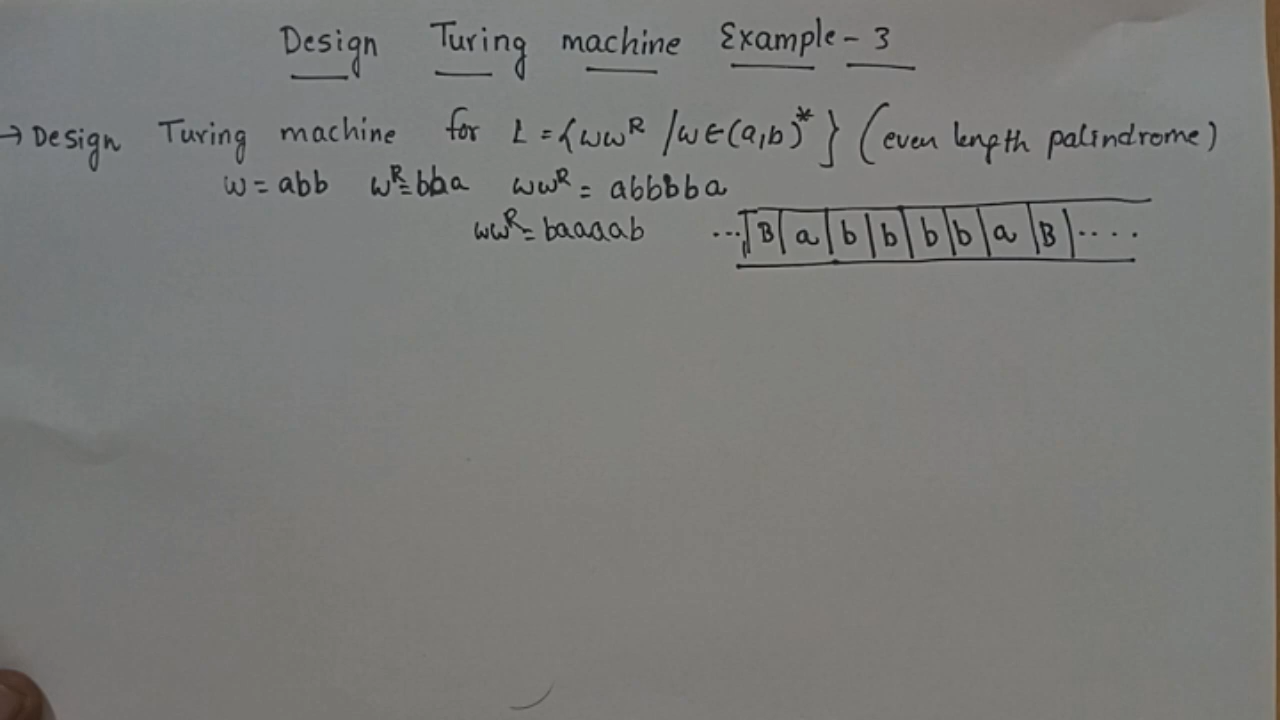 Design Turing machine Example - 3
→ Design Turing machine for L = {wwᴿ / w ∈ (a,b)* } (even length palindrome)
w = abb wᴿ= bba wwᴿ = abbbba
wwᴿ= baaaab ...|B|a|b|b|b|b|a|B|....